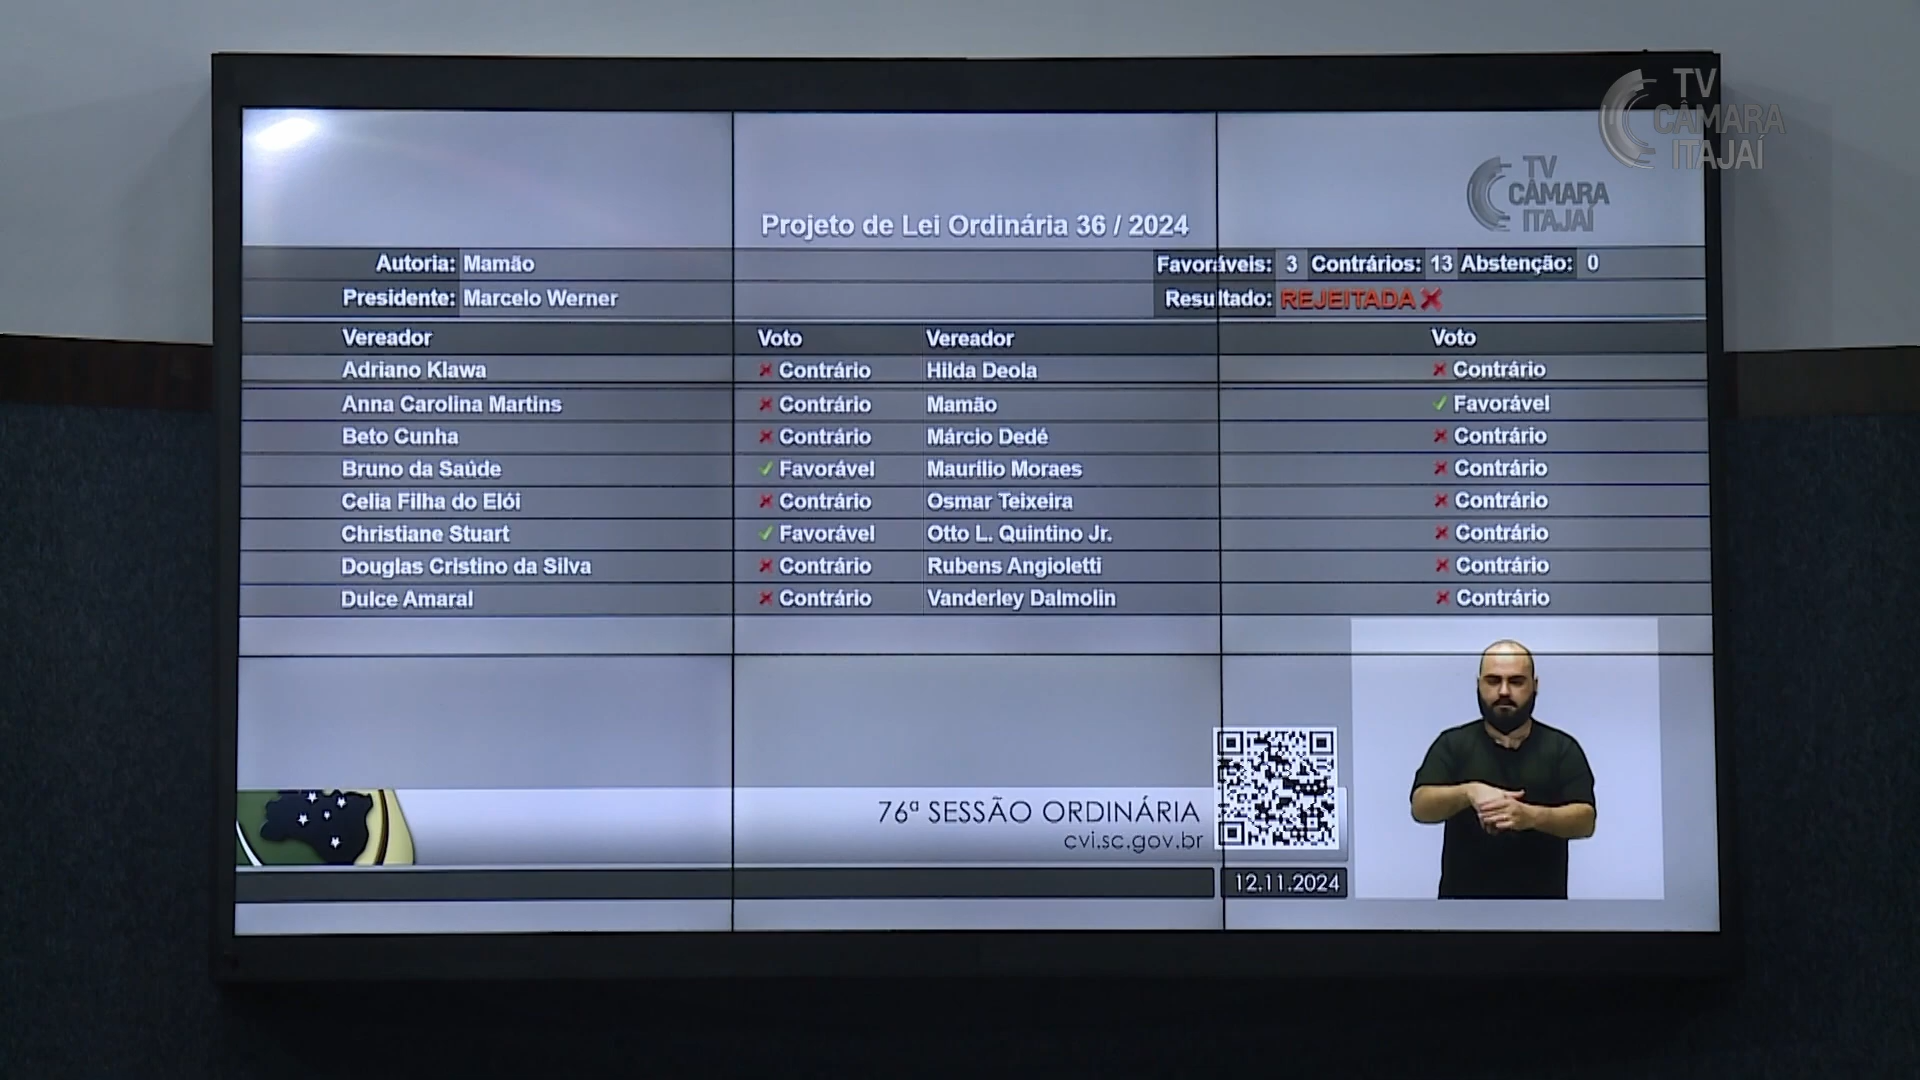 TV
CÂMARA
ITAJAÍ
TV
CÂMARA
ITAJAÍ
Projeto de Lei Ordinária 36 / 2024
Autoria: Mamão Favoráveis: 3 Contrários: 13 Abstenção: 0
Presidente: Marcelo Werner Resultado: REJEITADA
Vereador Voto Vereador Voto
Adriano Klawa Contrário Hilda Deola Contrário
Anna Carolina Martins Contrário Mamão Favorável
Beto Cunha Contrário Márcio Dedé Contrário
Bruno da Saúde Favorável Maurílio Moraes Contrário
Celia Filha do Elói Contrário Osmar Teixeira Contrário
Christiane Stuart Favorável Otto L. Quintino Jr. Contrário
Douglas Cristino da Silva Contrário Rubens Angioletti Contrário
Dulce Amaral Contrário Vanderley Dalmolin Contrário
76ª SESSÃO ORDINÁRIA
cvi.sc.gov.br
12.11.2024